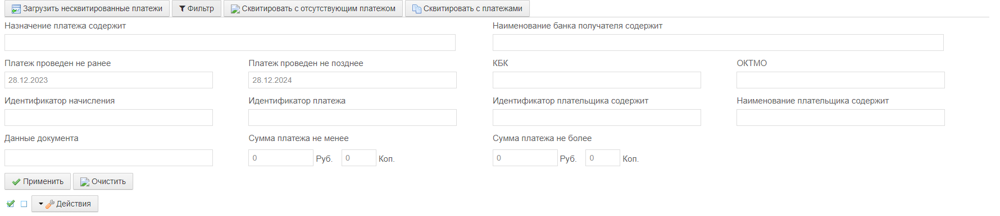 Загрузить несквитированные платежи Фильтр Сквитировать с отсутствующим платежом Сквитировать с платежами
Назначение платежа содержит Наименование банка получателя содержит
Платеж проведен не ранее Платеж проведен не позднее КБК ОКТМО
28.12.2023 28.12.2024
Идентификатор начисления Идентификатор платежа Идентификатор плательщика содержит Наименование плательщика содержит
Данные документа Сумма платежа не менее Сумма платежа не более
0 Руб. 0 Коп. 0 Руб. 0 Коп.
Применить Очистить
Действия